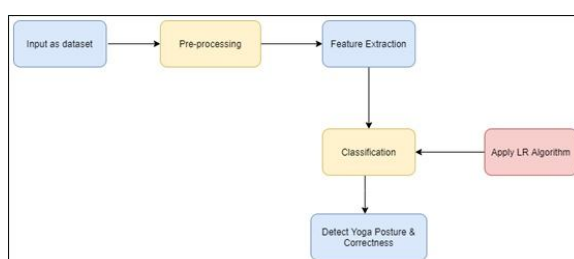 Input as dataset
Pre-processing
Feature Extraction
Classification
Apply LR Algorithm
Detect Yoga Posture &
Correctness